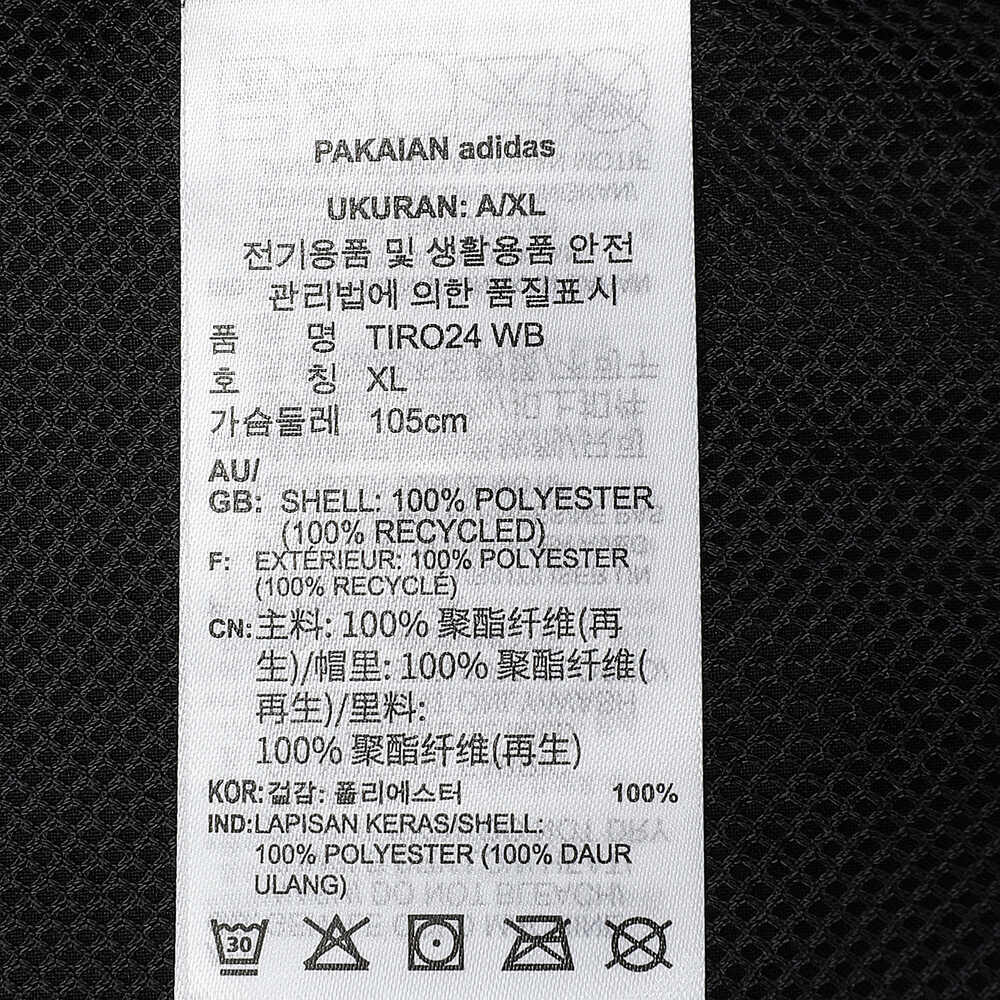 PAKAIAN adidas
UKURAN: A/XL
전기용품 및 생활용품 안전
관리법에 의한 품질표시
품 명 TIRO24 WB
호 칭 XL
가슴둘레 105cm
AU/
GB: SHELL: 100% POLYESTER
(100% RECYCLED)
F: EXTÉRIEUR: 100% POLYESTER
(100% RECYCLÉ)
CN: 主料: 100% 聚酯纤维(再
生)/帽里: 100% 聚酯纤维(
再生)/里料:
100% 聚酯纤维(再生)
KOR: 겉감: 폴리에스터 100%
IND: LAPISAN KERAS/SHELL:
100% POLYESTER (100% DAUR
ULANG)
30